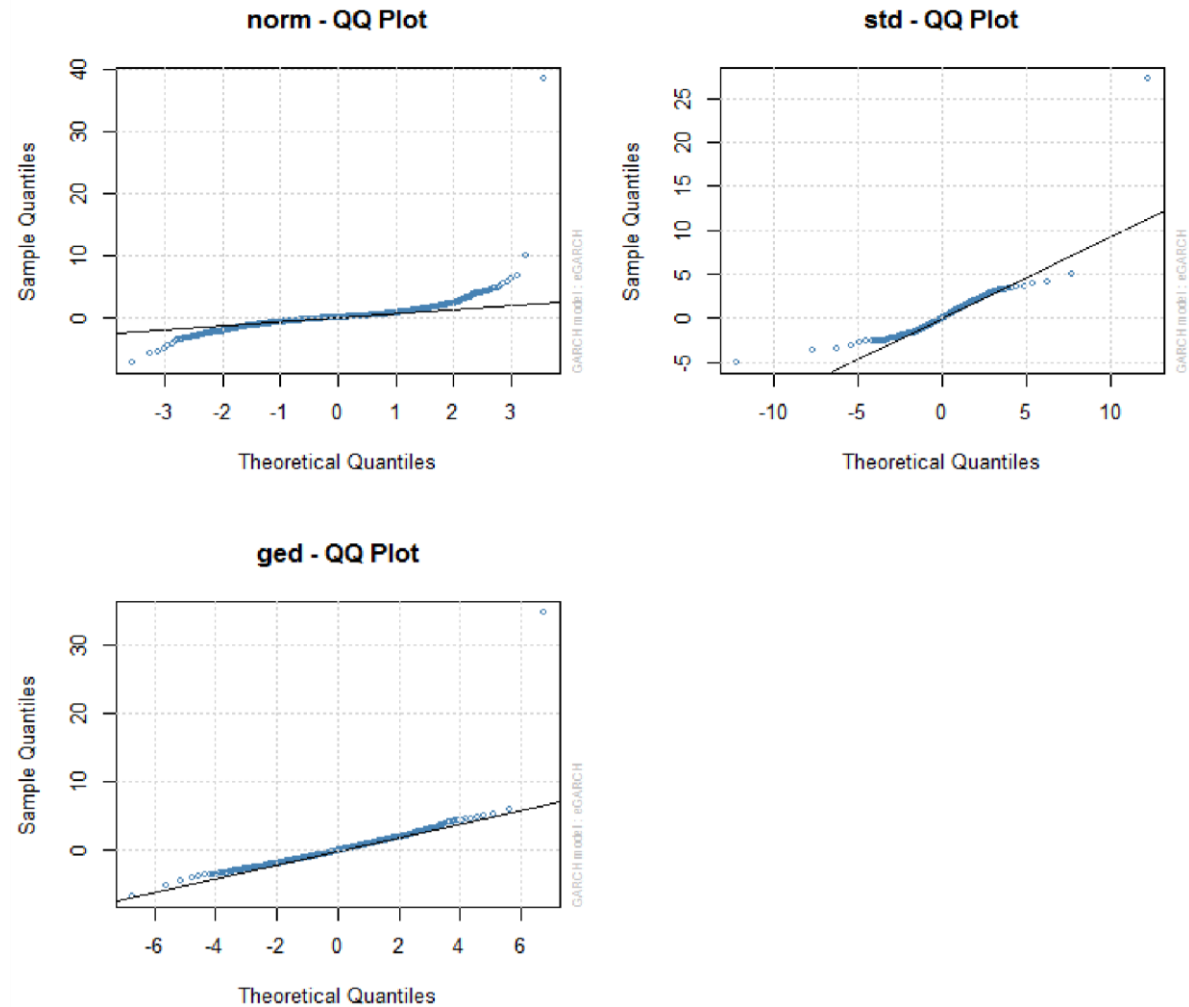 norm - QQ Plot
Sample Quantiles
40
30
20
10
0
-3
-2
-1
0
1
2
3
Theoretical Quantiles
GARCH model : eGARCH
std - QQ Plot
Sample Quantiles
25
20
15
10
5
0
-5
-10
-5
0
5
10
Theoretical Quantiles
GARCH model : eGARCH
ged - QQ Plot
Sample Quantiles
30
20
10
0
-6
-4
-2
0
2
4
6
Theoretical Quantiles
GARCH model : eGARCH